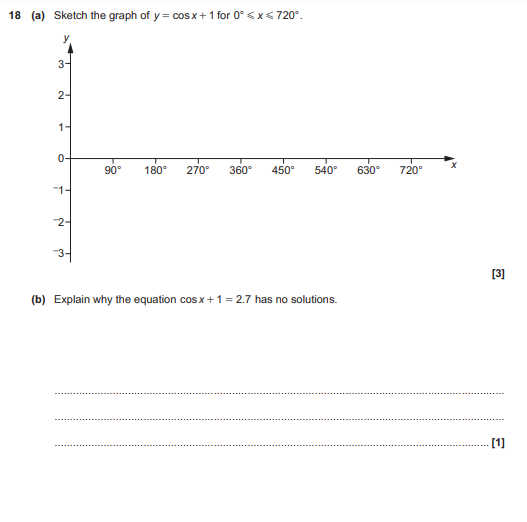 18 (a) Sketch the graph of y = cos x + 1 for 0° ⩽ x ⩽ 720°.
y
3
2
1
0
90° 180° 270° 360° 450° 540° 630° 720° x
⁻1
⁻2
⁻3
[3]
(b) Explain why the equation cos x + 1 = 2.7 has no solutions.
[1]